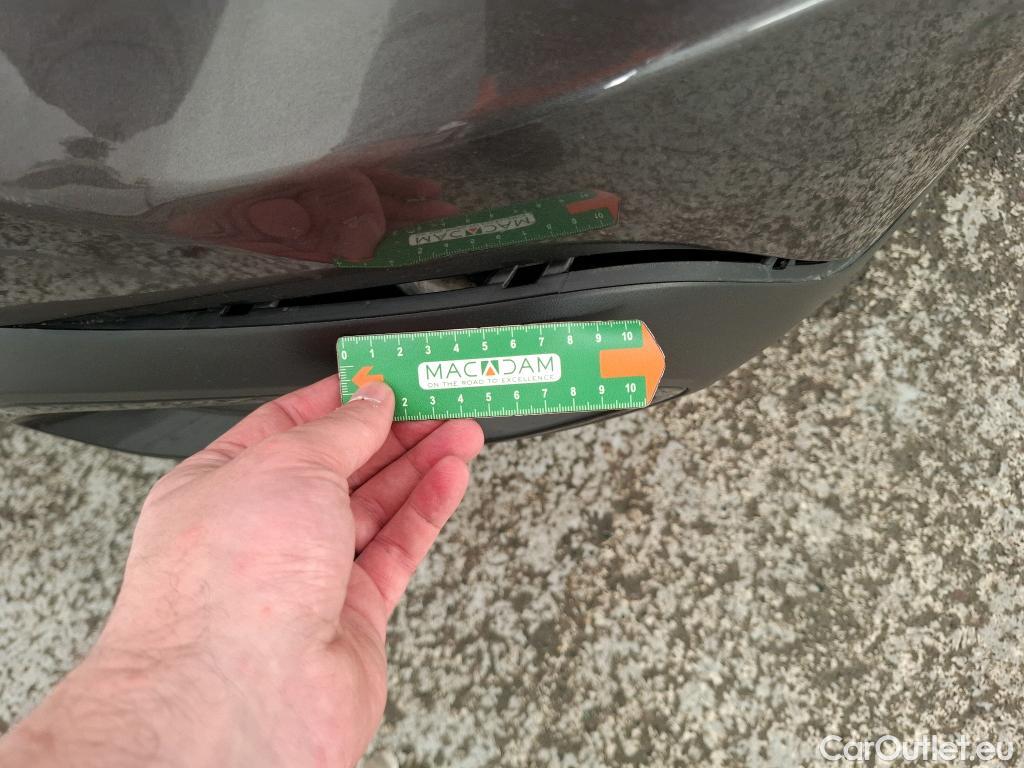 0 1 2 3 4 5 6 7 8 9 10
MACADAM
ON THE ROAD TO EXCELLENCE
2 3 4 5 6 7 8 9 10
CarOutlet.eu